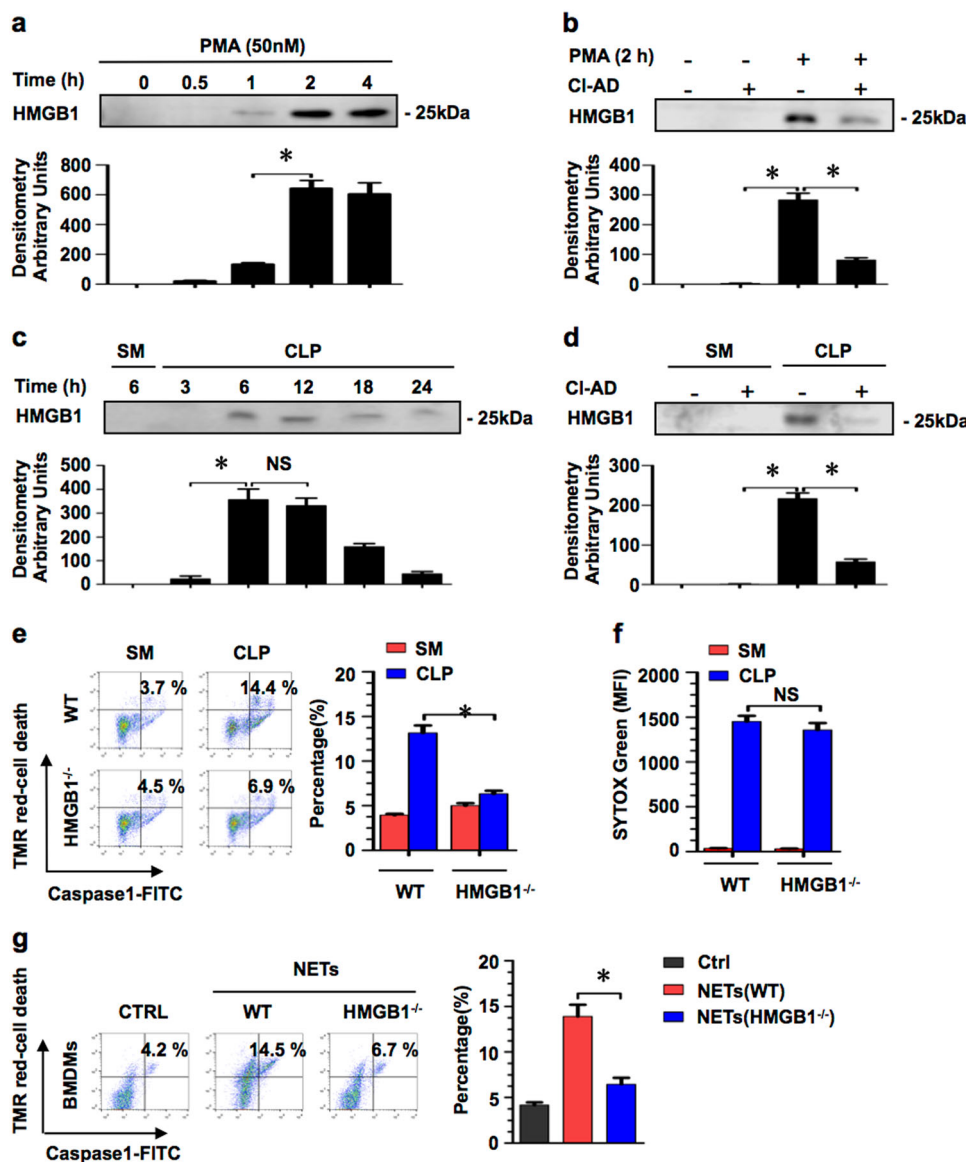 a
PMA (50nM)
Time (h) 0 0.5 1 2 4
HMGB1 - 25kDa
Densitometry
Arbitrary Units
800
600
400
200
0
*
b
PMA (2 h) - - + +
Cl-AD - + - +
HMGB1 - 25kDa
Densitometry
Arbitrary Units
400
300
200
100
0
* *
c
SM CLP
Time (h) 6 3 6 12 18 24
HMGB1 - 25kDa
Densitometry
Arbitrary Units
500
400
300
200
100
0
* NS
d
SM CLP
Cl-AD - + - +
HMGB1 - 25kDa
Densitometry
Arbitrary Units
300
200
100
0
* *
e
SM CLP
WT
3.7 % 14.4 %
HMGB1-/-
4.5 % 6.9 %
TMR red-cell death
Caspase1-FITC
SM
CLP
Percentage(%)
20
15
10
5
0
*
WT HMGB1-/-
f
SM
CLP
SYTOX Green (MFI)
2000
1500
1000
500
0
NS
WT HMGB1-/-
g
NETs
CTRL WT HMGB1-/-
BMDMs
4.2 % 14.5 % 6.7 %
TMR red-cell death
Caspase1-FITC
Percentage(%)
20
15
10
5
0
*
Ctrl
NETs(WT)
NETs(HMGB1-/-)